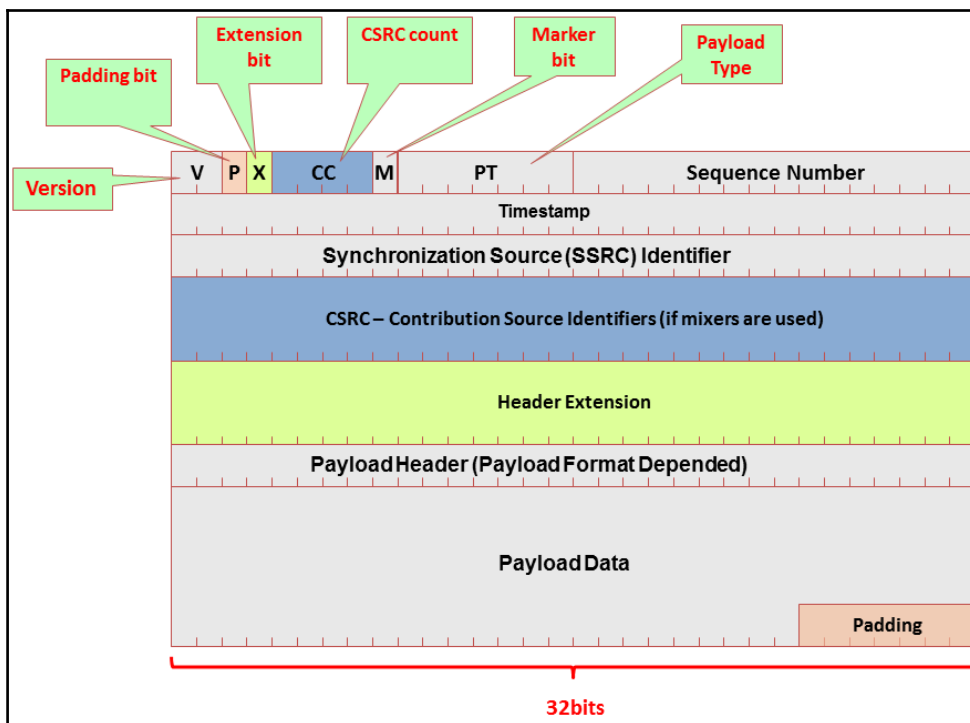 Extension
bit
CSRC count
Marker
bit
Payload
Type
Padding bit
V
P
X
CC
M
PT
Sequence Number
Version
Timestamp
Synchronization Source (SSRC) Identifier
CSRC – Contribution Source Identifiers (if mixers are used)
Header Extension
Payload Header (Payload Format Depended)
Payload Data
Padding
32bits